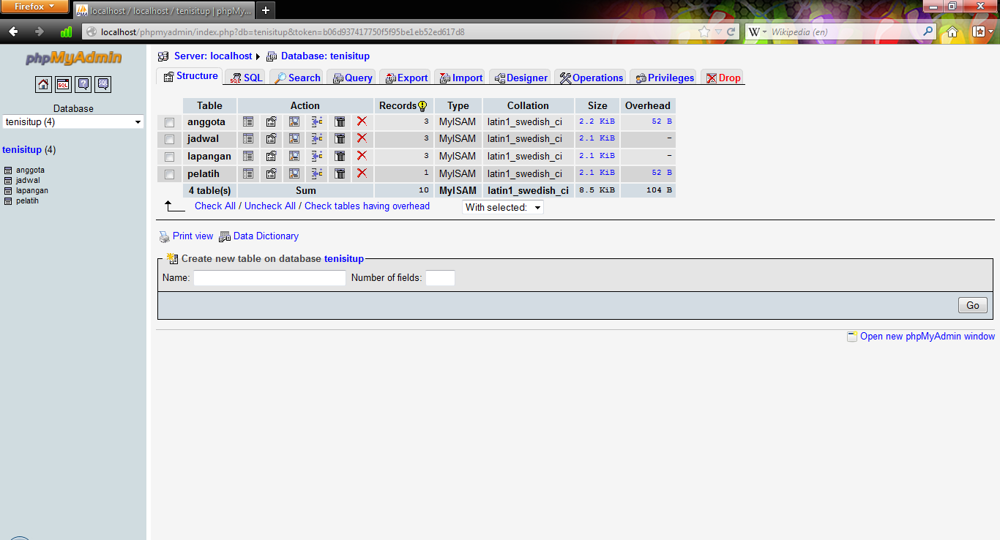 Firefox
localhost / localhost / tenisitup | phpMy...
localhost/phpmyadmin/index.php?db=tenisitup&token=b06d937417750f5f95be1eb52ed617d8
W Wikipedia (en)
phpMyAdmin
SQL
Database
tenisitup (4)
tenisitup (4)
anggota
jadwal
lapangan
pelatih
Server: localhost Database: tenisitup
Structure SQL Search Query Export Import Designer Operations Privileges Drop
Table Action Records Type Collation Size Overhead
anggota 3 MyISAM latin1_swedish_ci 2.2 KiB 52 B
jadwal 3 MyISAM latin1_swedish_ci 2.1 KiB -
lapangan 3 MyISAM latin1_swedish_ci 2.1 KiB -
pelatih 1 MyISAM latin1_swedish_ci 2.1 KiB 52 B
4 table(s) Sum 10 MyISAM latin1_swedish_ci 8.5 KiB 104 B
Check All / Uncheck All / Check tables having overhead With selected:
Print view Data Dictionary
Create new table on database tenisitup
Name: Number of fields:
Go
Open new phpMyAdmin window